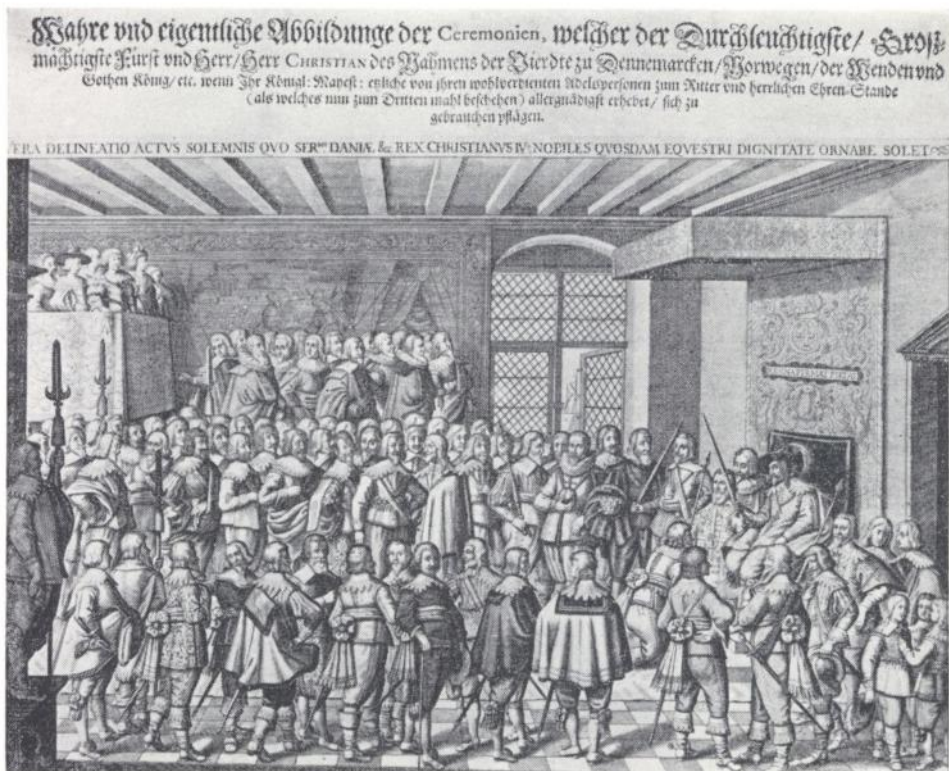 Wahre vnd eigentliche Abbildunge der Ceremonien, welcher der Durchleuchtigste/ Groß-
mächtigste Fürst vnd Herr/ Herr CHRISTIAN des Nahmens der Vierdte zu Dennemarcken/ Norwegen/ der Wenden vnd
Gothen König/ etc. wenn Ihr Königl: Mayest: etzliche von ihren wohlverdienten Adelspersonen zum Ritter vnd herrlichen Ehren-Stande
(als welches nun zum Dritten mahl beschehen) allergnädigst erhebet/ sich zu
gebrauchen pflägen.
VERA DELINEATIO ACTVS SOLEMNIS QVO SERmus DANIÆ. &c REX CHRISTIANVS IV: NOBILES QVOSDAM EQVESTRI DIGNITATE ORNARE SOLET